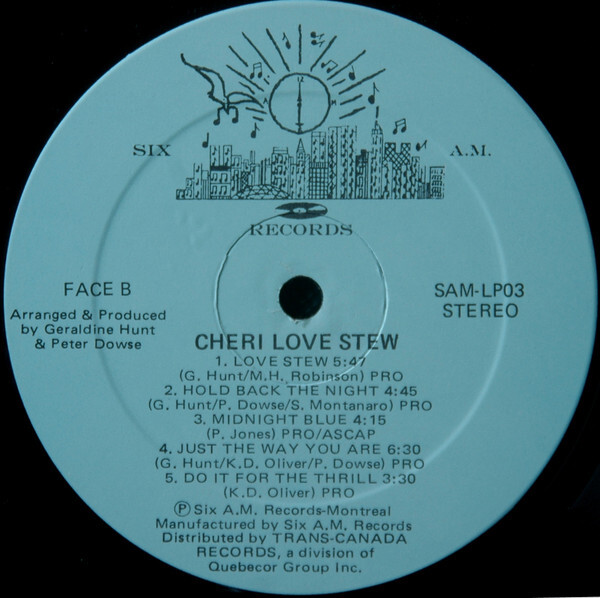 SIX A.M.
RECORDS
FACE B
Arranged & Produced
by Geraldine Hunt
& Peter Dowse
SAM-LP03
STEREO
CHERI LOVE STEW
1. LOVE STEW 5:47
(G. Hunt/M.H. Robinson) PRO
2. HOLD BACK THE NIGHT 4:45
(G. Hunt/P. Dowse/S. Montanaro) PRO
3. MIDNIGHT BLUE 4:15
(P. Jones) PRO/ASCAP
4. JUST THE WAY YOU ARE 6:30
(G. Hunt/K.D. Oliver/P. Dowse) PRO
5. DO IT FOR THE THRILL 3:30
(K.D. Oliver) PRO
Ⓟ Six A.M. Records-Montreal
Manufactured by Six A.M. Records
Distributed by TRANS-CANADA
RECORDS, a division of
Quebecor Group Inc.